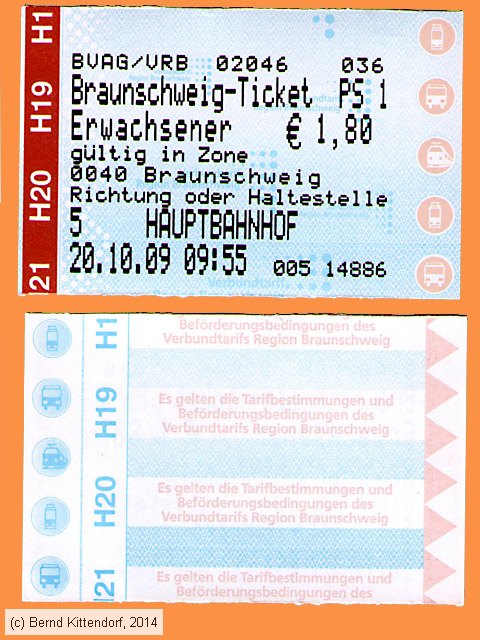 H1
H19
H20
21
BVAG/VRB 02046 036
Braunschweig-Ticket PS 1
Erwachsener € 1,80
gültig in Zone
0040 Braunschweig
Richtung oder Haltestelle
5 HAUPTBAHNHOF
20.10.09 09:55 005 14886
Verbundtarif
H1
H19
H20
21
Beförderungsbedingungen des
Verbundtarifs Region Braunschweig
Es gelten die Tarifbestimmungen und
Beförderungsbedingungen des
Verbundtarifs Region Braunschweig
Es gelten die Tarifbestimmungen und
Beförderungsbedingungen des
Verbundtarifs Region Braunschweig
Es gelten die Tarifbestimmungen und
Beförderungsbedingungen des
(c) Bernd Kittendorf, 2014